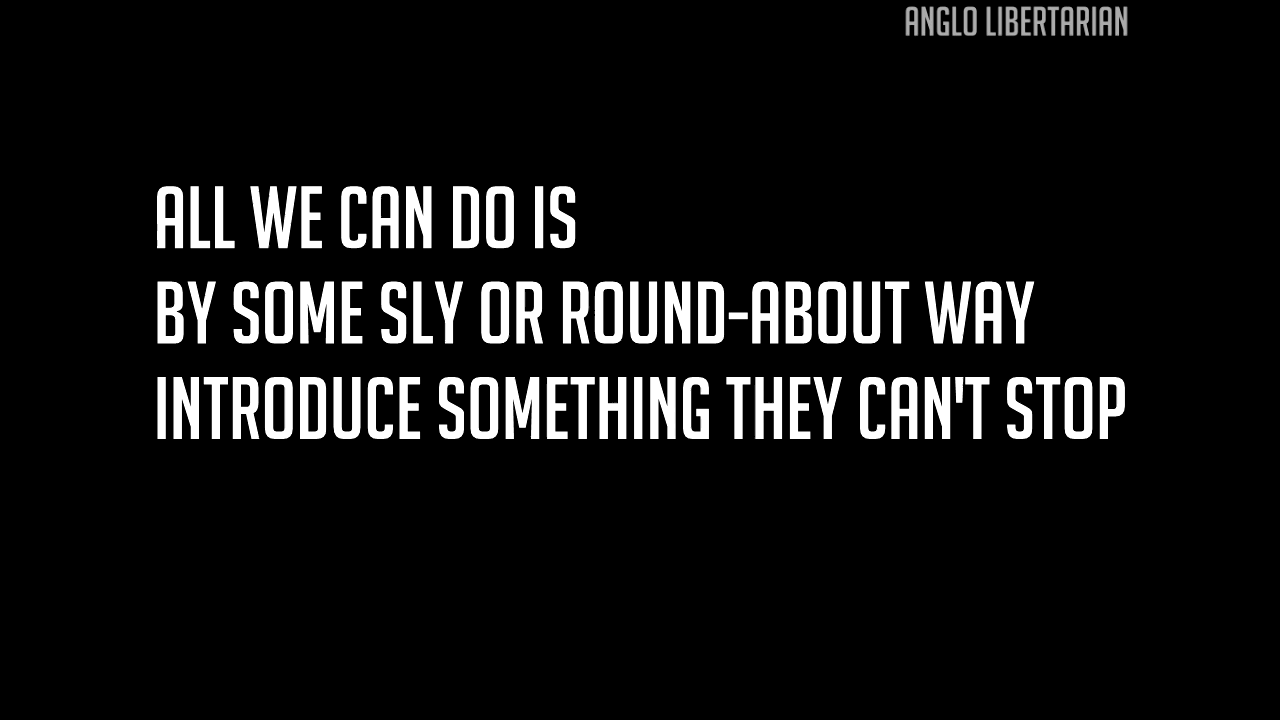 ANGLO LIBERTARIAN
ALL WE CAN DO IS
BY SOME SLY OR ROUND-ABOUT WAY
INTRODUCE SOMETHING THEY CAN'T STOP